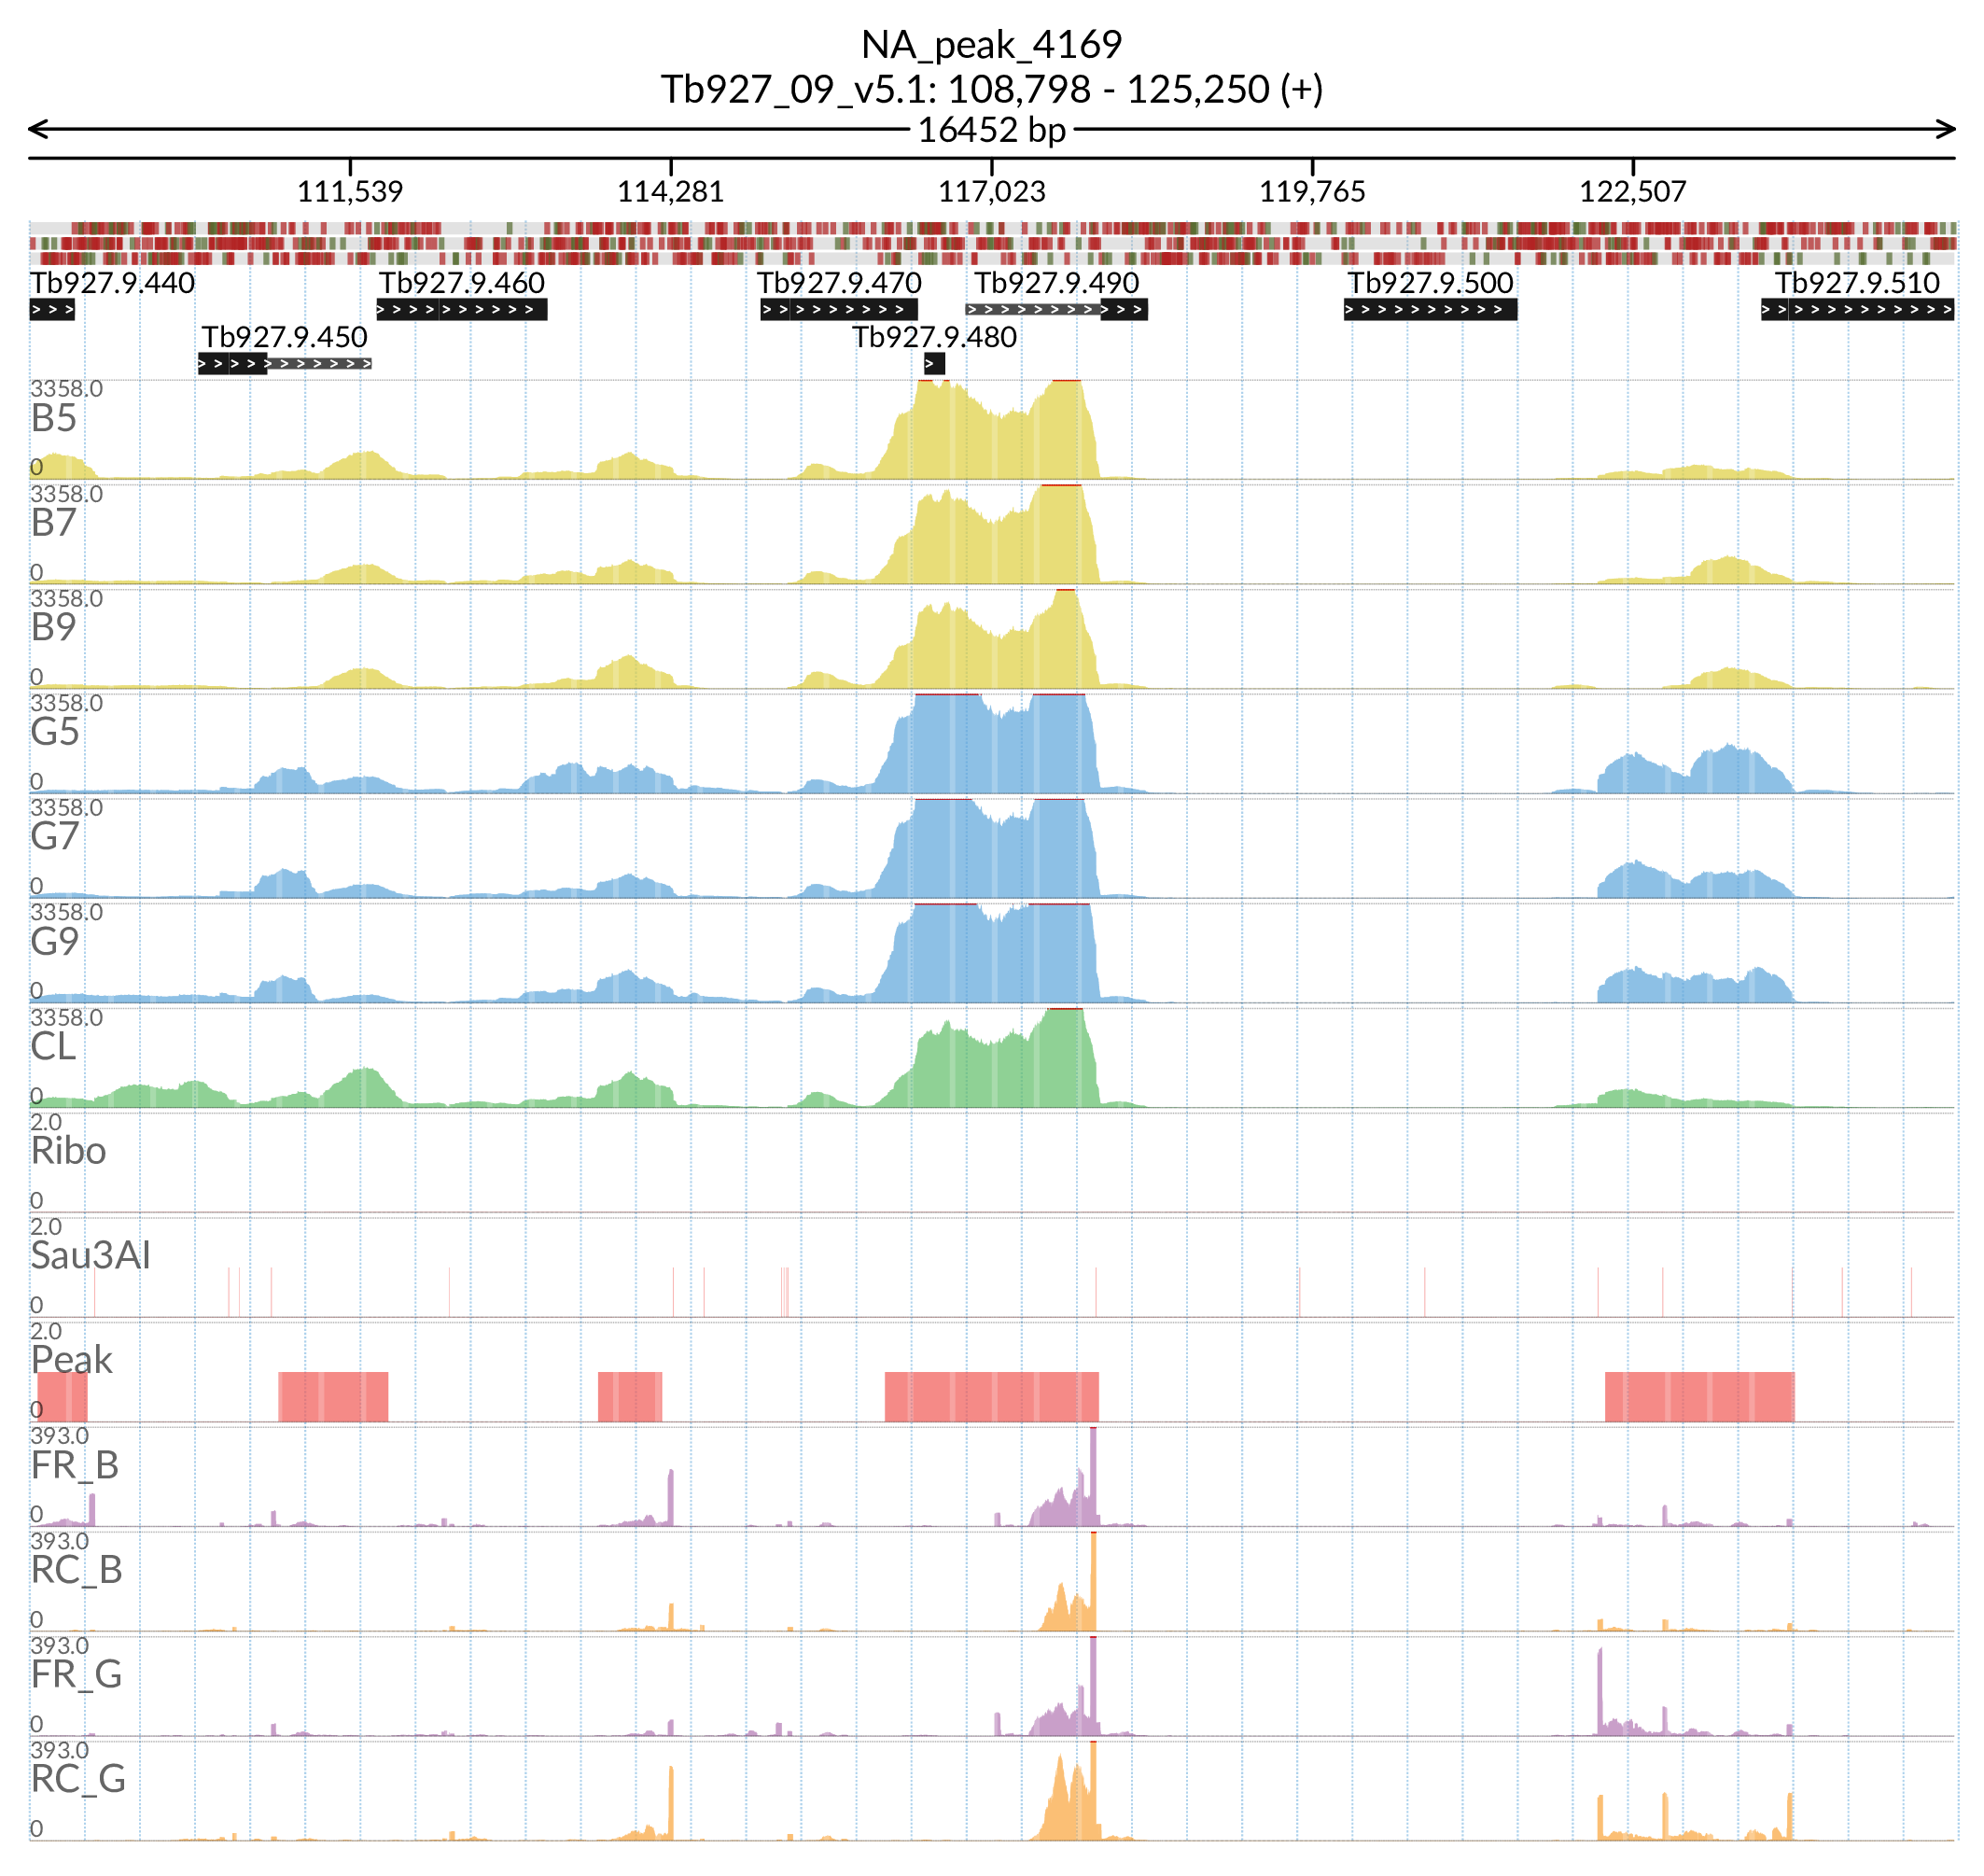 NA_peak_4169
Tb927_09_v5.1: 108,798 - 125,250 (+)
16452 bp
111,539 114,281 117,023 119,765 122,507
Tb927.9.440 Tb927.9.460 Tb927.9.470 Tb927.9.490 Tb927.9.500 Tb927.9.510
Tb927.9.450 Tb927.9.480
3358.0
B5
0
3358.0
B7
0
3358.0
B9
0
3358.0
G5
0
3358.0
G7
0
3358.0
G9
0
3358.0
CL
0
2.0
Ribo
0
2.0
Sau3AI
0
2.0
Peak
0
393.0
FR_B
0
393.0
RC_B
0
393.0
FR_G
0
393.0
RC_G
0